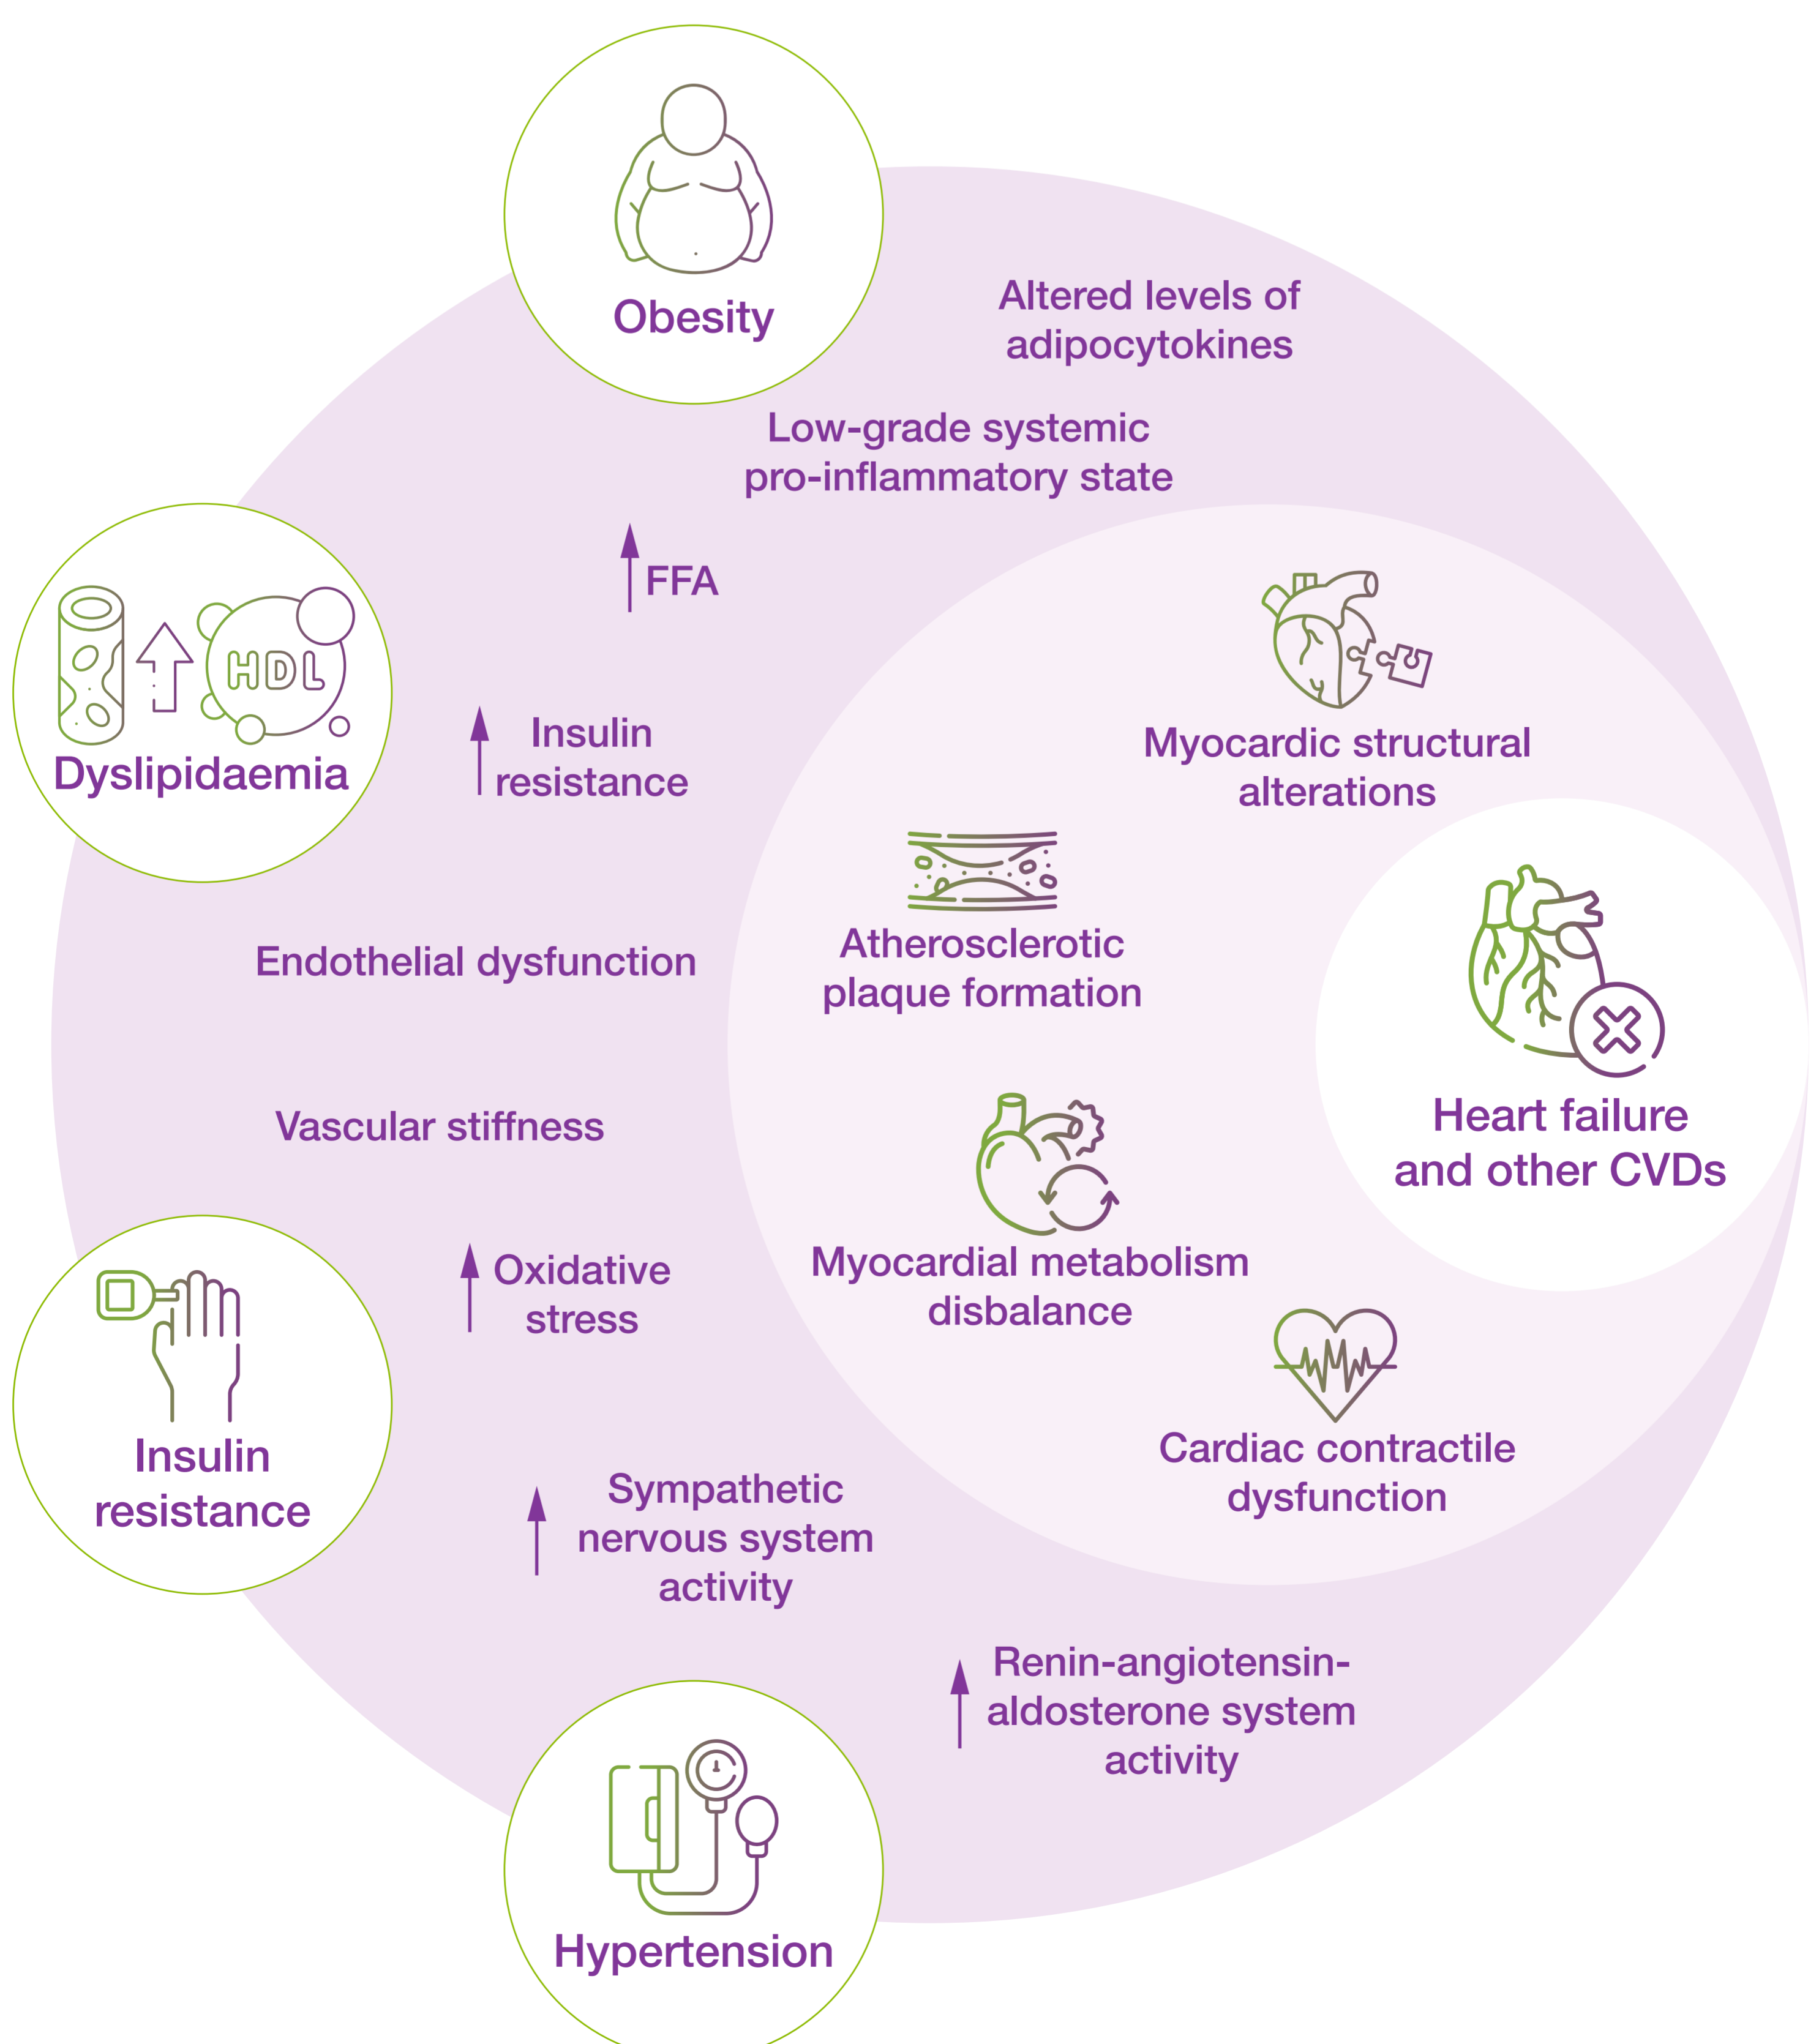 Obesity
Altered levels of
adipocytokines
Low-grade systemic
pro-inflammatory state
FFA
HDL
Dyslipidaemia
Insulin
resistance
Myocardic structural
alterations
Atherosclerotic
plaque formation
Endothelial dysfunction
Heart failure
and other CVDs
Vascular stiffness
Myocardial metabolism
disbalance
Oxidative
stress
Insulin
resistance
Cardiac contractile
dysfunction
Sympathetic
nervous system
activity
Renin-angiotensin-
aldosterone system
activity
Hypertension